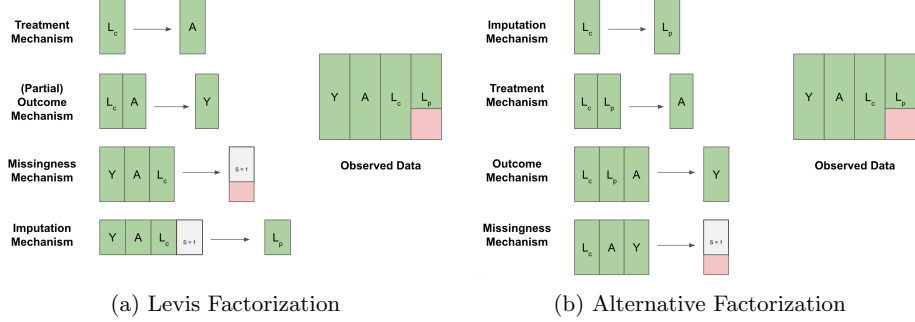 Treatment
Mechanism
L_c
A
(Partial)
Outcome
Mechanism
L_c A
Y
Missingness
Mechanism
Y A L_c
S = 1
Imputation
Mechanism
Y A L_c S = 1
L_p
Y A L_c L_p
Observed Data
(a) Levis Factorization
Imputation
Mechanism
L_c
L_p
Treatment
Mechanism
L_c L_p
A
Outcome
Mechanism
L_c L_p A
Y
Missingness
Mechanism
L_c A Y
S = 1
Y A L_c L_p
Observed Data
(b) Alternative Factorization